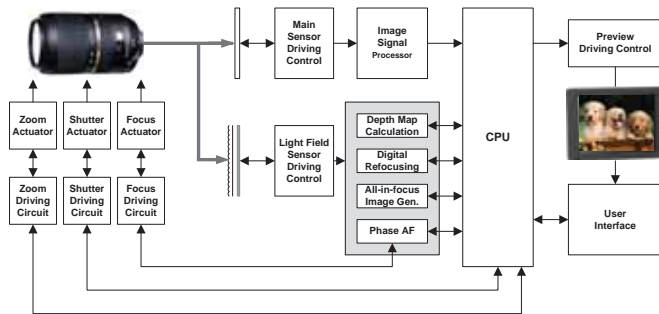 Main
Sensor
Driving
Control
Image
Signal
Processor
CPU
Preview
Driving Control
Zoom
Actuator
Shutter
Actuator
Focus
Actuator
Light Field
Sensor
Driving
Control
Depth Map
Calculation
Digital
Refocusing
All-in-focus
Image Gen.
Phase AF
Zoom
Driving
Circuit
Shutter
Driving
Circuit
Focus
Driving
Circuit
User
Interface